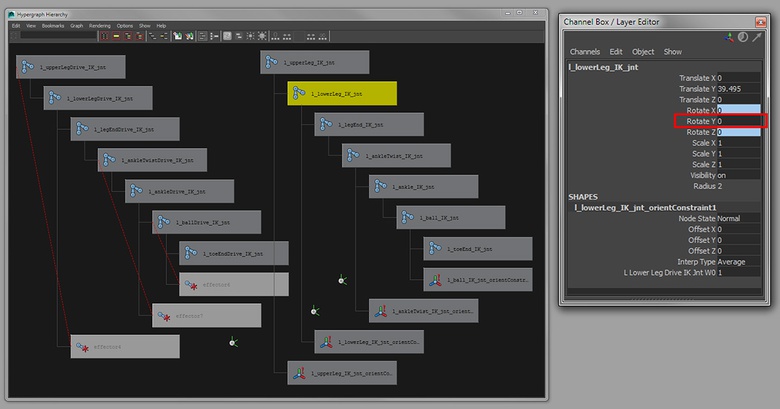 Hypergraph Hierarchy
Edit View Bookmarks Graph Rendering Options Show Help
l_upperLegDrive_IK_jnt
l_lowerLegDrive_IK_jnt
l_legEndDrive_IK_jnt
l_ankleTwistDrive_IK_jnt
l_ankleDrive_IK_jnt
l_ballDrive_IK_jnt
l_toeEndDrive_IK_jnt
effector8
effector7
effector6
l_upperLeg_IK_jnt
l_lowerLeg_IK_jnt
l_legEnd_IK_jnt
l_ankleTwist_IK_jnt
l_ankle_IK_jnt
l_ball_IK_jnt
l_toeEnd_IK_jnt
l_ball_IK_jnt_orientConstr...
l_ankleTwist_IK_jnt_orient...
l_lowerLeg_IK_jnt_orientCo...
l_upperLeg_IK_jnt_orientCo...
Channel Box / Layer Editor
Channels Edit Object Show
l_lowerLeg_IK_jnt
Translate X 0
Translate Y 39.495
Translate Z 0
Rotate X 0
Rotate Y 0
Rotate Z 0
Scale X 1
Scale Y 1
Scale Z 1
Visibility on
Radius 2
SHAPES
l_lowerLeg_IK_jnt_orientConstraint1
Node State Normal
Offset X 0
Offset Y 0
Offset Z 0
Interp Type Average
L Lower Leg Drive IK Jnt W0 1